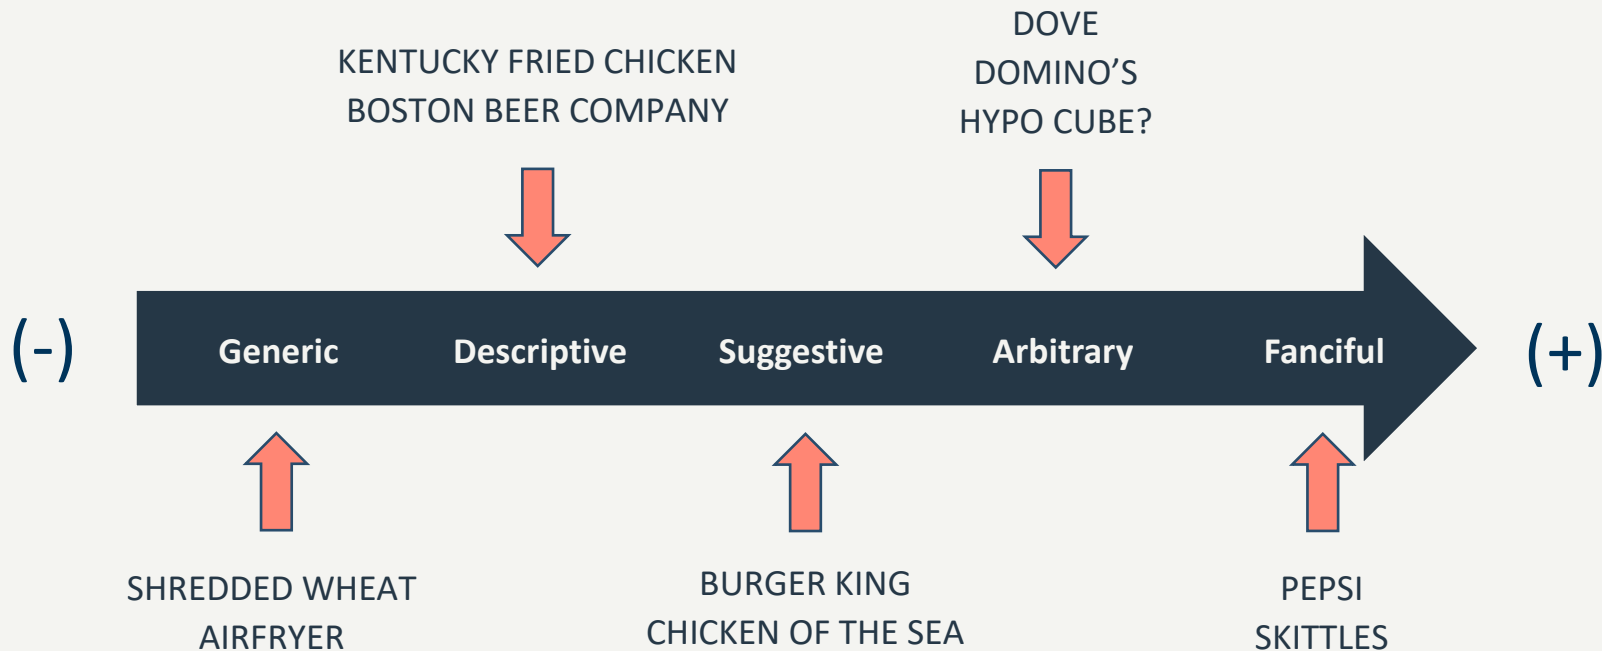 KENTUCKY FRIED CHICKEN
BOSTON BEER COMPANY
DOVE
DOMINO’S
HYPO CUBE?
(-)
Generic
Descriptive
Suggestive
Arbitrary
Fanciful
(+)
SHREDDED WHEAT
AIRFRYER
BURGER KING
CHICKEN OF THE SEA
PEPSI
SKITTLES